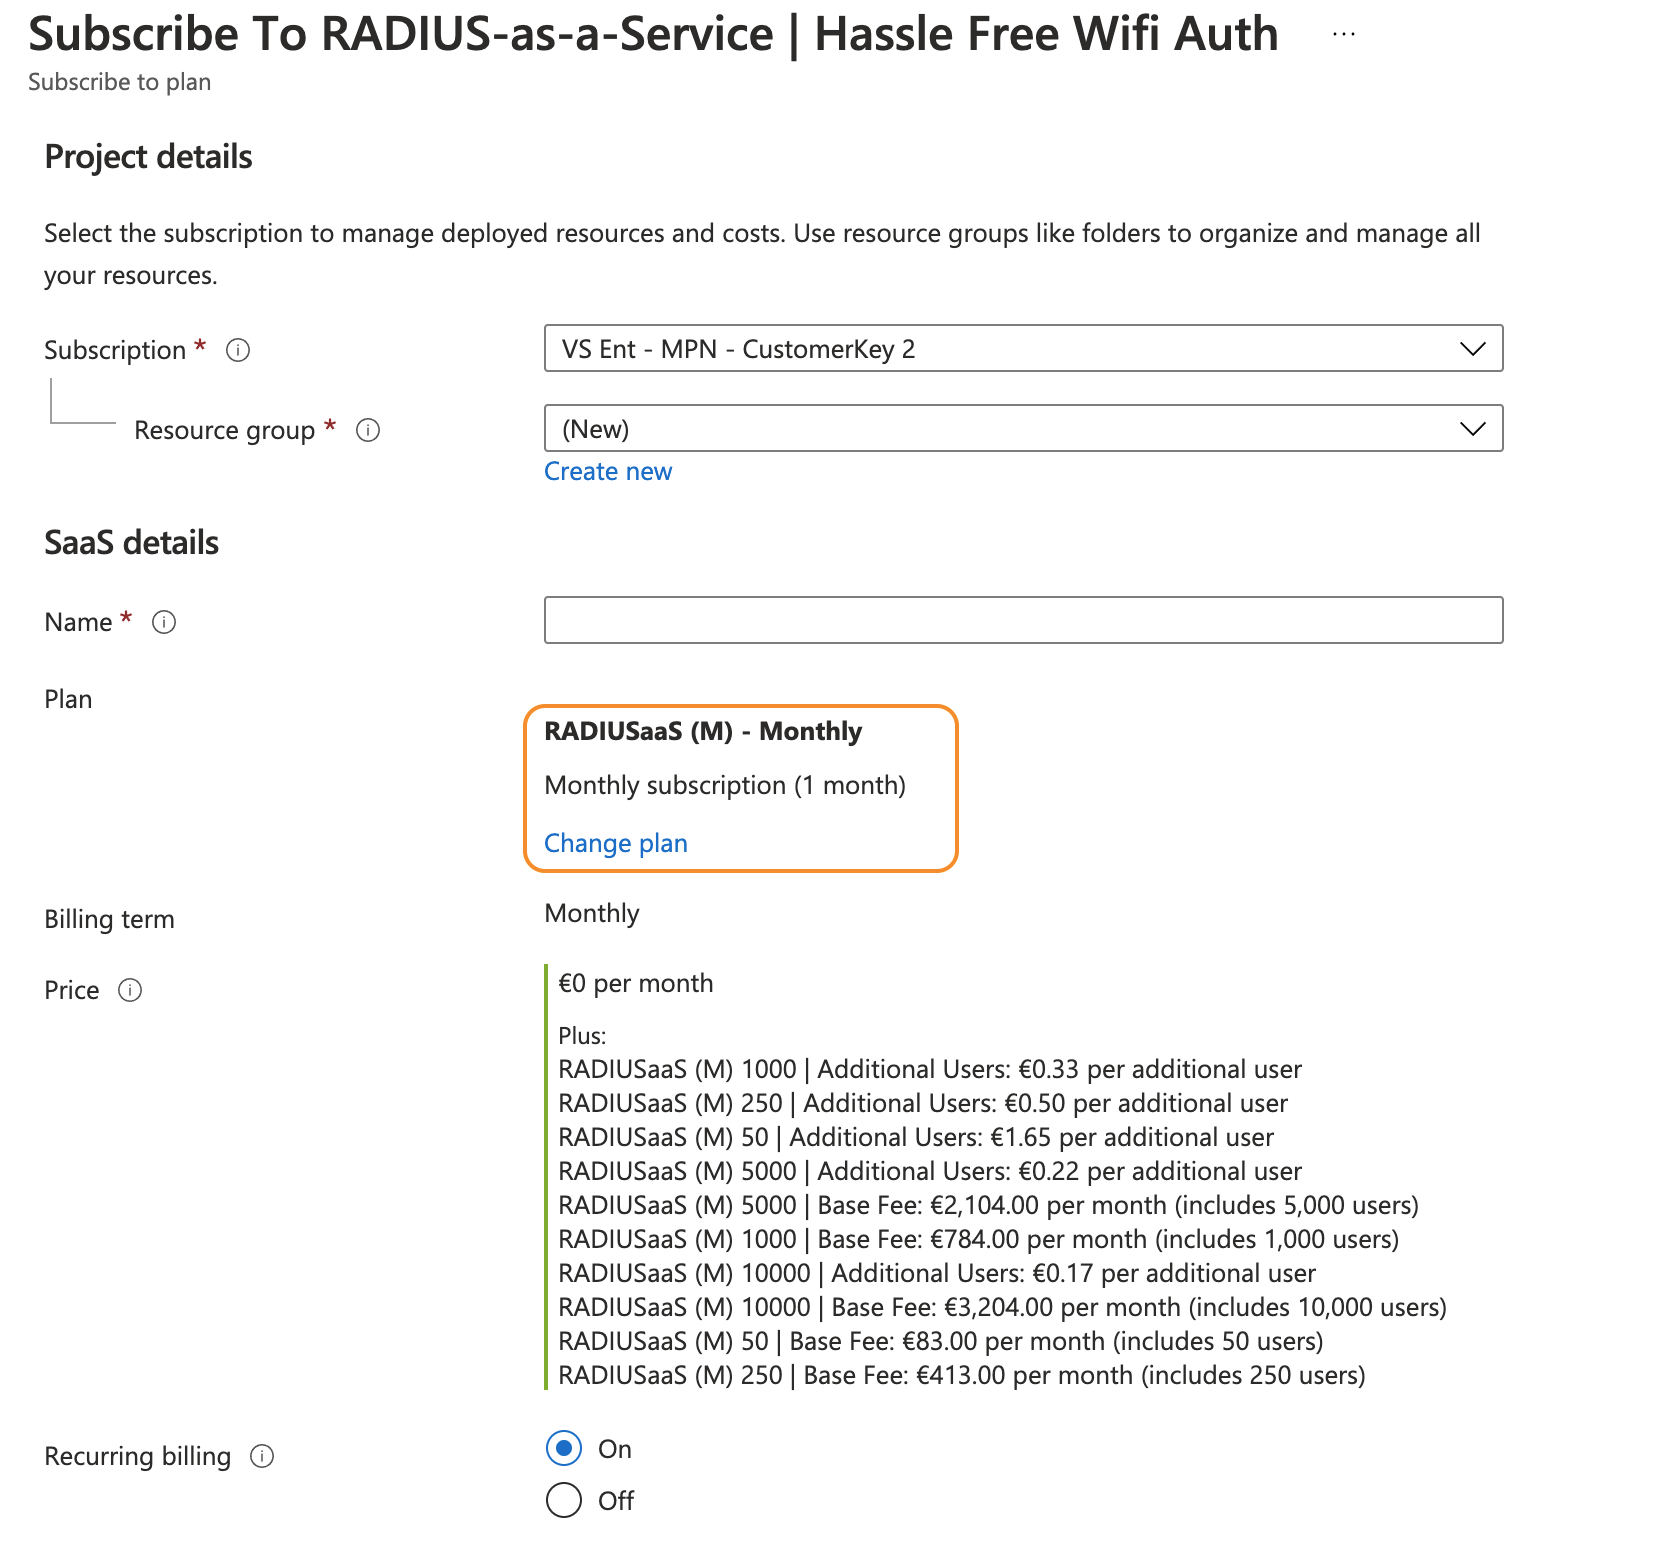 Subscribe To RADIUS-as-a-Service | Hassle Free Wifi Auth ...
Subscribe to plan
Project details
Select the subscription to manage deployed resources and costs. Use resource groups like folders to organize and manage all
your resources.
Subscription *
VS Ent - MPN - CustomerKey 2
Resource group *
(New)
Create new
SaaS details
Name *
Plan
RADIUSaaS (M) - Monthly
Monthly subscription (1 month)
Change plan
Billing term
Monthly
Price
€0 per month
Plus:
RADIUSaaS (M) 1000 | Additional Users: €0.33 per additional user
RADIUSaaS (M) 250 | Additional Users: €0.50 per additional user
RADIUSaaS (M) 50 | Additional Users: €1.65 per additional user
RADIUSaaS (M) 5000 | Additional Users: €0.22 per additional user
RADIUSaaS (M) 5000 | Base Fee: €2,104.00 per month (includes 5,000 users)
RADIUSaaS (M) 1000 | Base Fee: €784.00 per month (includes 1,000 users)
RADIUSaaS (M) 10000 | Additional Users: €0.17 per additional user
RADIUSaaS (M) 10000 | Base Fee: €3,204.00 per month (includes 10,000 users)
RADIUSaaS (M) 50 | Base Fee: €83.00 per month (includes 50 users)
RADIUSaaS (M) 250 | Base Fee: €413.00 per month (includes 250 users)
Recurring billing
On
Off